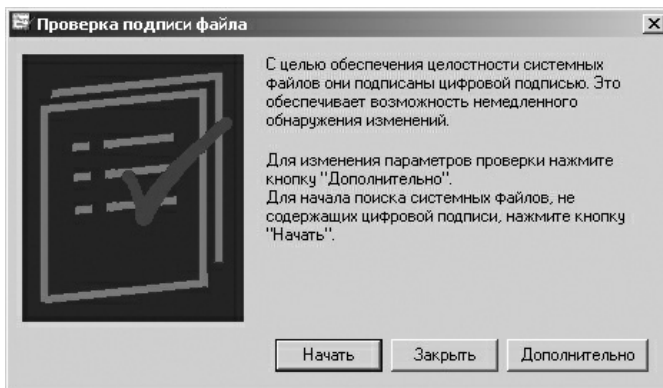 Проверка подписи файла
С целью обеспечения целостности системных
файлов они подписаны цифровой подписью. Это
обеспечивает возможность немедленного
обнаружения изменений.
Для изменения параметров проверки нажмите
кнопку "Дополнительно".
Для начала поиска системных файлов, не
содержащих цифровой подписи, нажмите кнопку
"Начать".
Начать Закрыть Дополнительно